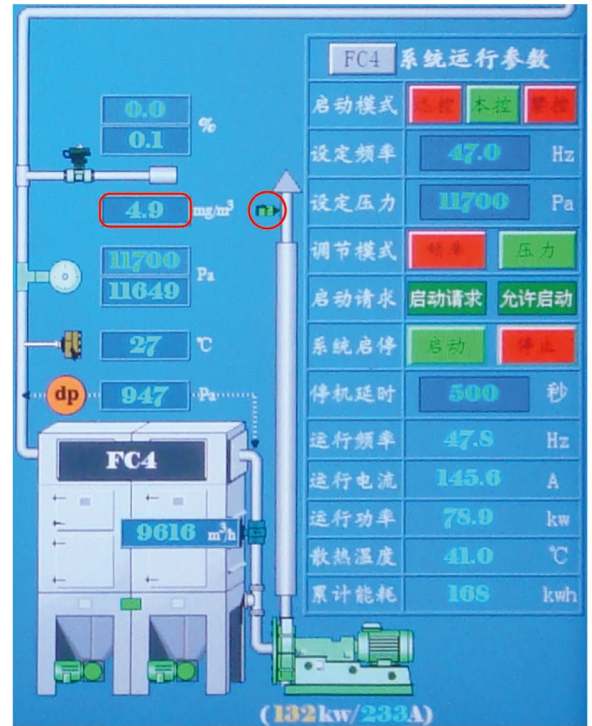 0.0
0.1
%
4.9 mg/m³
11700
11649
Pa
27 ℃
dp 947 Pa
FC4
9616 m³/h
(132kw/233A)
FC4 系统运行参数
启动模式 本控
设定频率 47.0 Hz
设定压力 11700 Pa
调节模式 频率 压力
启动请求 启动请求 允许启动
系统启停 启动 停止
停机延时 500 秒
运行频率 47.8 Hz
运行电流 145.6 A
运行功率 78.9 kw
散热温度 41.0 ℃
累计能耗 168 kwh